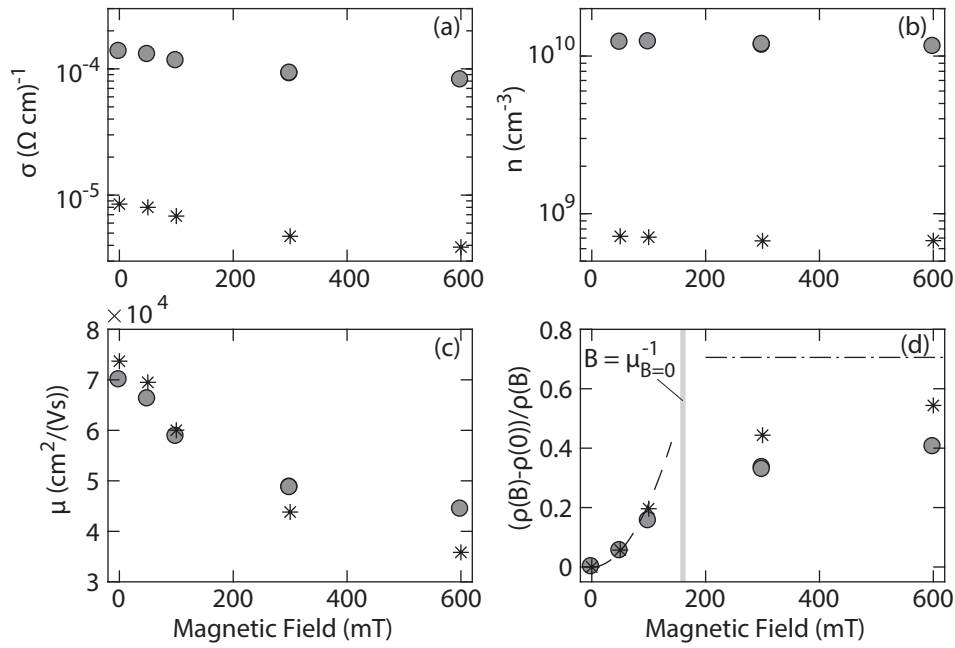 (a)
10⁻⁴
10⁻⁵
σ (Ω cm)⁻¹
0 200 400 600
(b)
10¹⁰
10⁹
n (cm⁻³)
0 200 400 600
× 10⁴
(c)
8
7
6
5
4
3
μ (cm²/(Vs))
0 200 400 600
Magnetic Field (mT)
(d)
B = μ⁻¹B=0
0.8
0.6
0.4
0.2
0
(ρ(B)-ρ(0))/ρ(B)
0 200 400 600
Magnetic Field (mT)